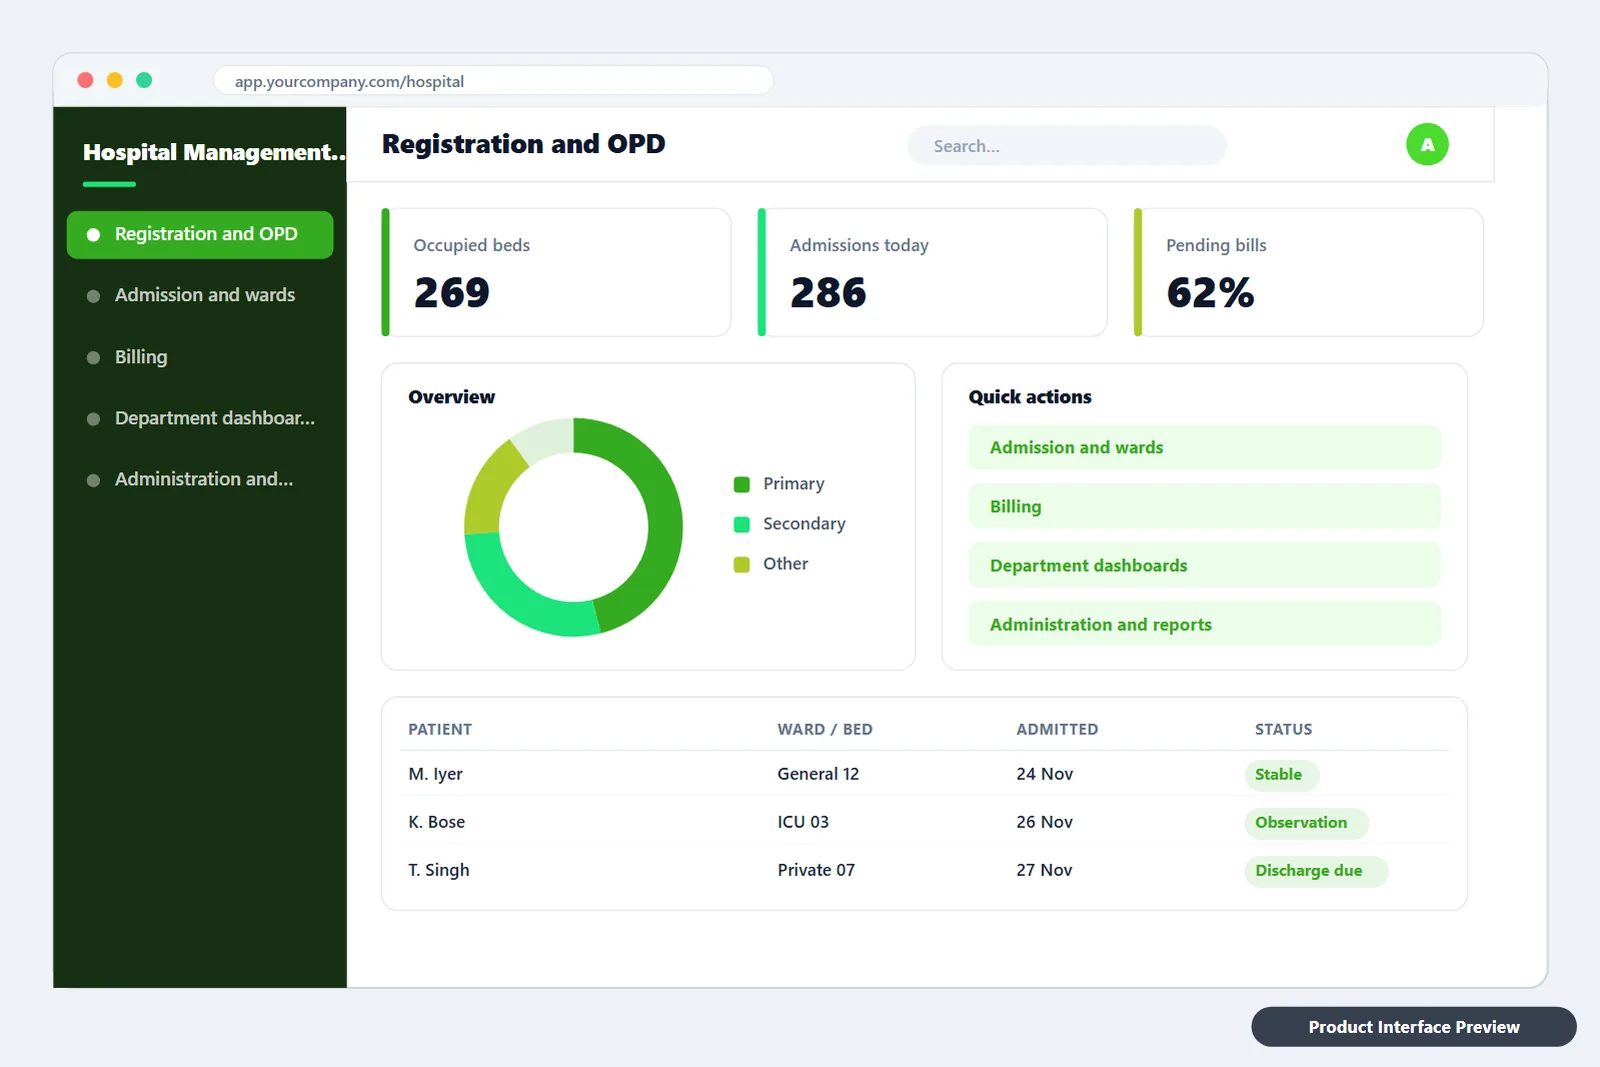 app.yourcompany.com/hospital
Hospital Management..
Registration and OPD
Admission and wards
Billing
Department dashboar...
Administration and...
Registration and OPD
Search...
A
Occupied beds
269
Admissions today
286
Pending bills
62%
Overview
Primary
Secondary
Other
Quick actions
Admission and wards
Billing
Department dashboards
Administration and reports
PATIENT WARD / BED ADMITTED STATUS
M. Iyer General 12 24 Nov Stable
K. Bose ICU 03 26 Nov Observation
T. Singh Private 07 27 Nov Discharge due
Product Interface Preview